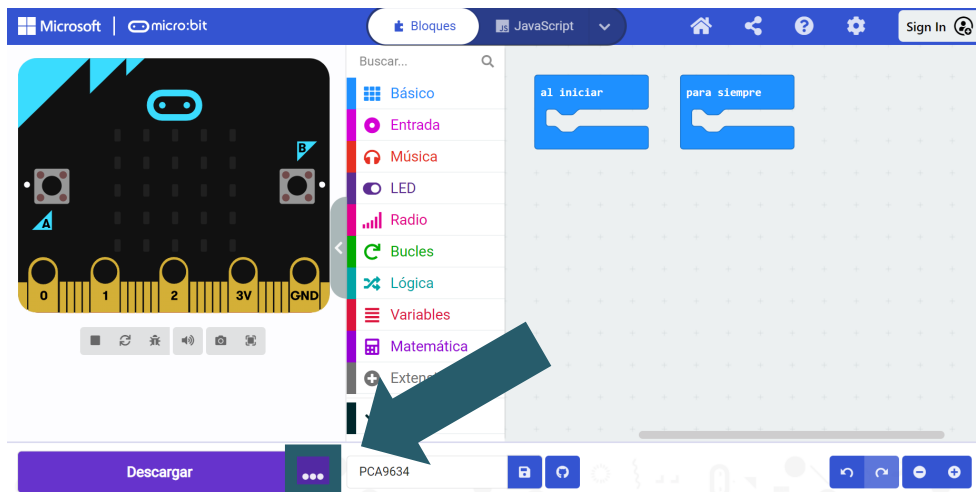 Microsoft micro:bit Bloques JavaScript Sign In
Buscar...
Básico
Entrada
Música
LED
Radio
Bucles
Lógica
Variables
Matemática
B
A
0 1 2 3V GND
Descargar
PCA9634
al iniciar
para siempre